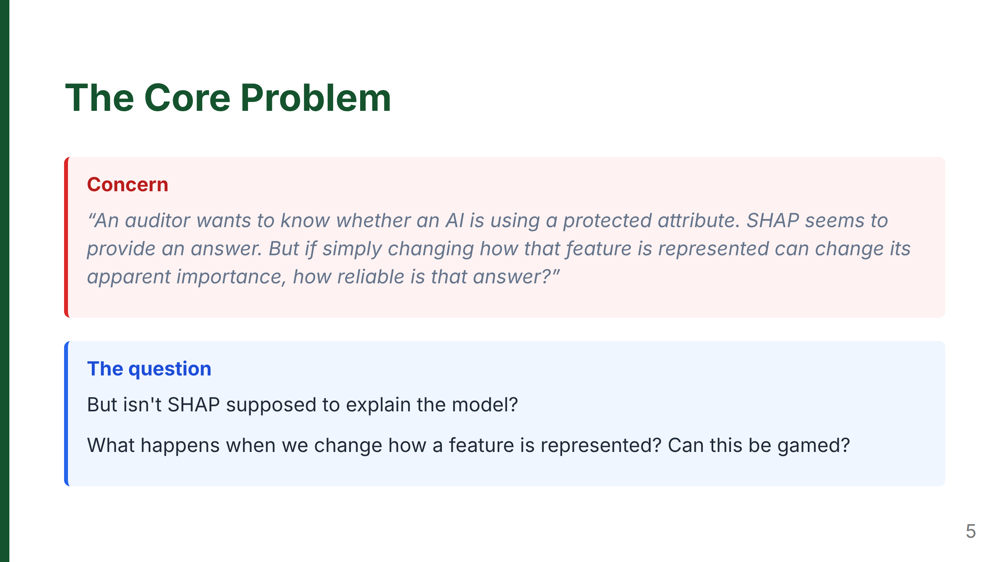 The Core Problem
Concern
“An auditor wants to know whether an AI is using a protected attribute. SHAP seems to
provide an answer. But if simply changing how that feature is represented can change its
apparent importance, how reliable is that answer?”
The question
But isn't SHAP supposed to explain the model?
What happens when we change how a feature is represented? Can this be gamed?
5